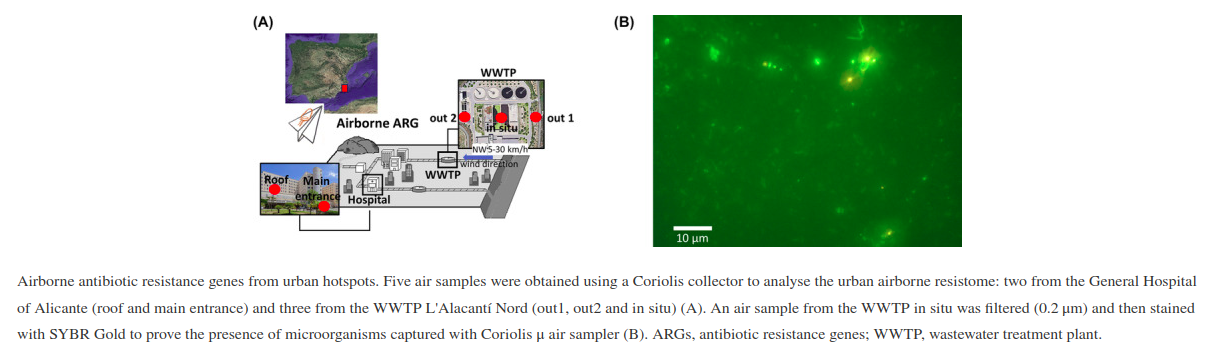 (A)
WWTP
out 2
in situ
out 1
Airborne ARG
NW5-30 km/h
wind direction
WWTP
Roof
Main
entrance
Hospital
(B)
10 μm
Airborne antibiotic resistance genes from urban hotspots. Five air samples were obtained using a Coriolis collector to analyse the urban airborne resistome: two from the General Hospital
of Alicante (roof and main entrance) and three from the WWTP L'Alacantí Nord (out1, out2 and in situ) (A). An air sample from the WWTP in situ was filtered (0.2 μm) and then stained
with SYBR Gold to prove the presence of microorganisms captured with Coriolis μ air sampler (B). ARGs, antibiotic resistance genes; WWTP, wastewater treatment plant.